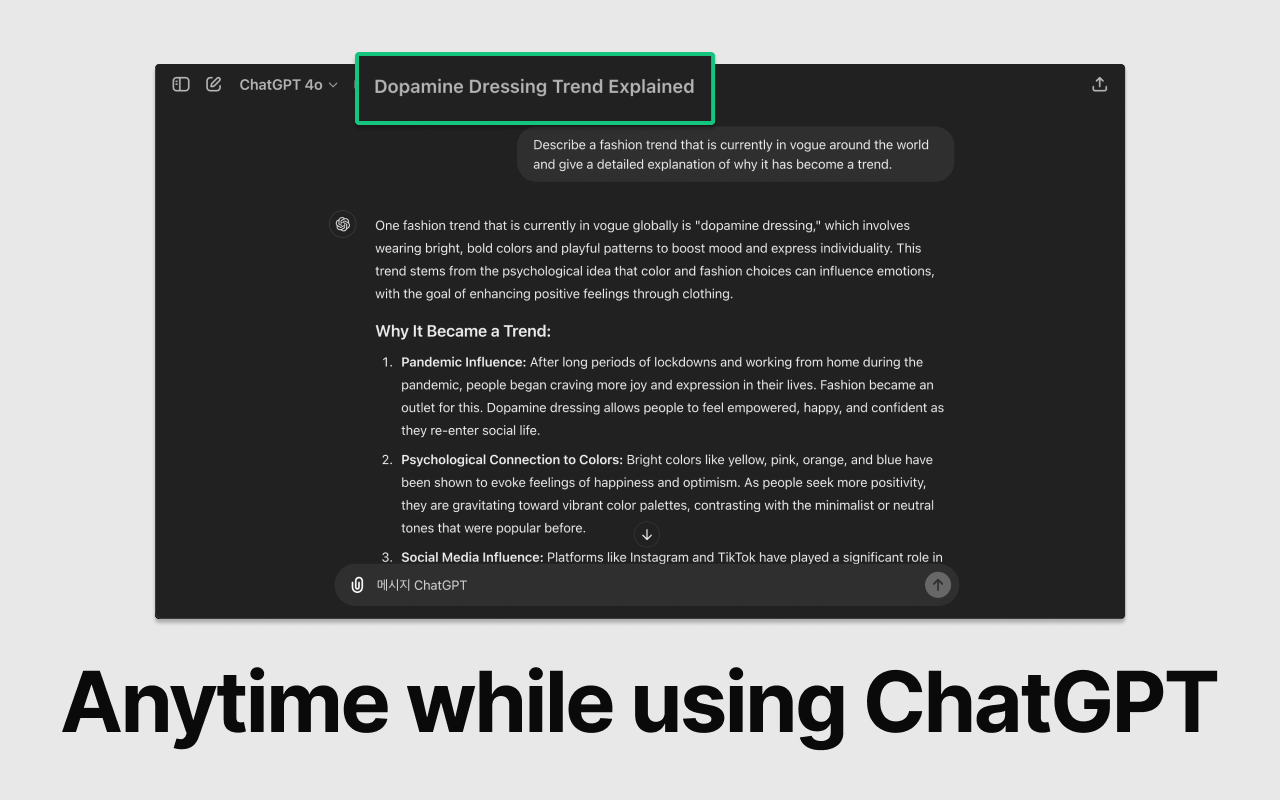 ChatGPT 4o
Dopamine Dressing Trend Explained
Describe a fashion trend that is currently in vogue around the world
and give a detailed explanation of why it has become a trend.
One fashion trend that is currently in vogue globally is "dopamine dressing," which involves
wearing bright, bold colors and playful patterns to boost mood and express individuality. This
trend stems from the psychological idea that color and fashion choices can influence emotions,
with the goal of enhancing positive feelings through clothing.
Why It Became a Trend:
1. Pandemic Influence: After long periods of lockdowns and working from home during the
pandemic, people began craving more joy and expression in their lives. Fashion became an
outlet for this. Dopamine dressing allows people to feel empowered, happy, and confident as
they re-enter social life.
2. Psychological Connection to Colors: Bright colors like yellow, pink, orange, and blue have
been shown to evoke feelings of happiness and optimism. As people seek more positivity,
they are gravitating toward vibrant color palettes, contrasting with the minimalist or neutral
tones that were popular before.
3. Social Media Influence: Platforms like Instagram and TikTok have played a significant role in
메시지 ChatGPT
Anytime while using ChatGPT